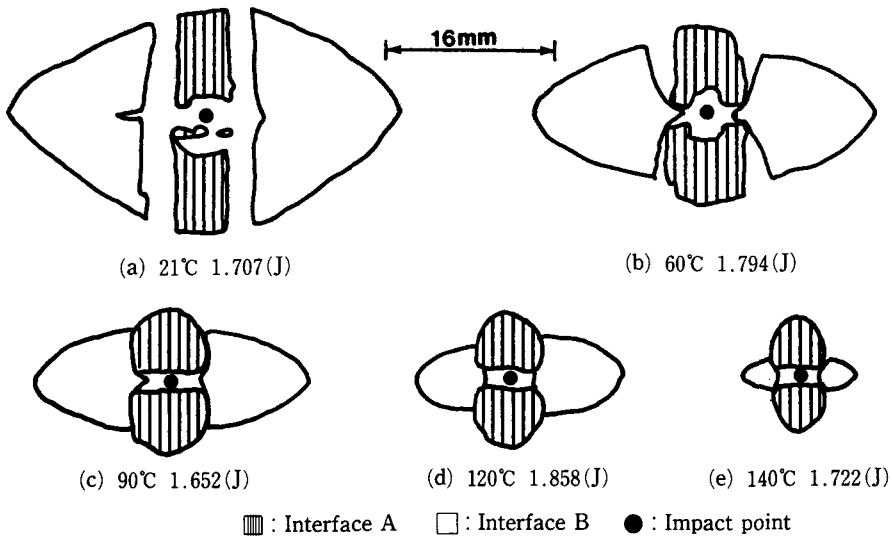 16mm
(a) 21℃ 1.707(J)
(b) 60℃ 1.794(J)
(c) 90℃ 1.652(J)
(d) 120℃ 1.858(J)
(e) 140℃ 1.722(J)
: Interface A : Interface B : Impact point